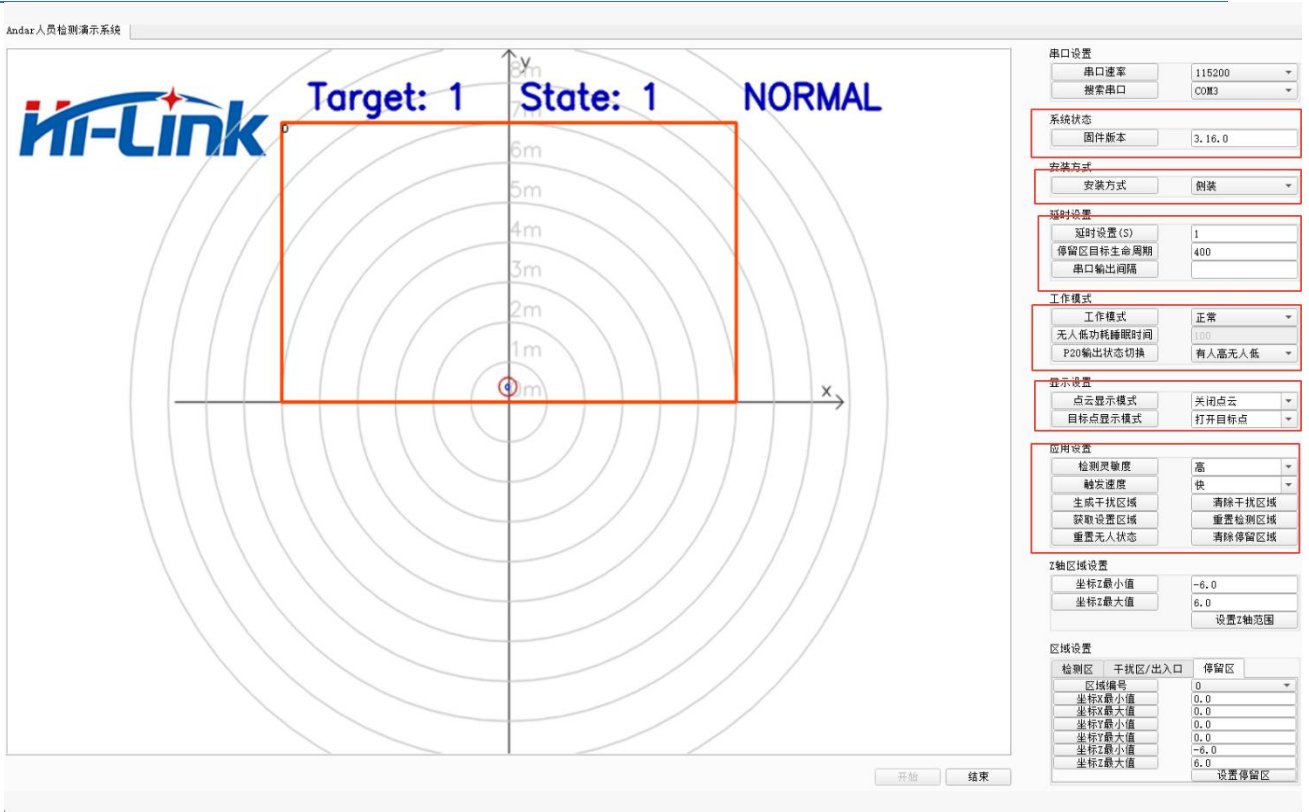 Andar人员检测演示系统
Hi-Link
Target: 1 State: 1 NORMAL
y
8m
7m
6m
5m
4m
3m
2m
1m
0m
x
0
0
开始 结束
串口设置
串口速率 115200
搜索串口 COM3
系统状态
固件版本 3.16.0
安装方式
安装方式 侧装
延时设置
延时设置(S) 1
停留区目标生命周期 400
串口输出间隔
工作模式
工作模式 正常
无人低功耗睡眠时间 100
P20输出状态切换 有人高无人低
显示设置
点云显示模式 关闭点云
目标点显示模式 打开目标点
应用设置
检测灵敏度 高
触发速度 快
生成干扰区域 清除干扰区域
获取设置区域 重置检测区域
重置无人状态 清除停留区域
Z轴区域设置
坐标Z最小值 -6.0
坐标Z最大值 6.0
设置Z轴范围
区域设置
检测区 干扰区/出入口 停留区
区域编号 0
坐标X最小值 0.0
坐标X最大值 0.0
坐标Y最小值 0.0
坐标Y最大值 0.0
坐标Z最小值 -6.0
坐标Z最大值 6.0
设置停留区